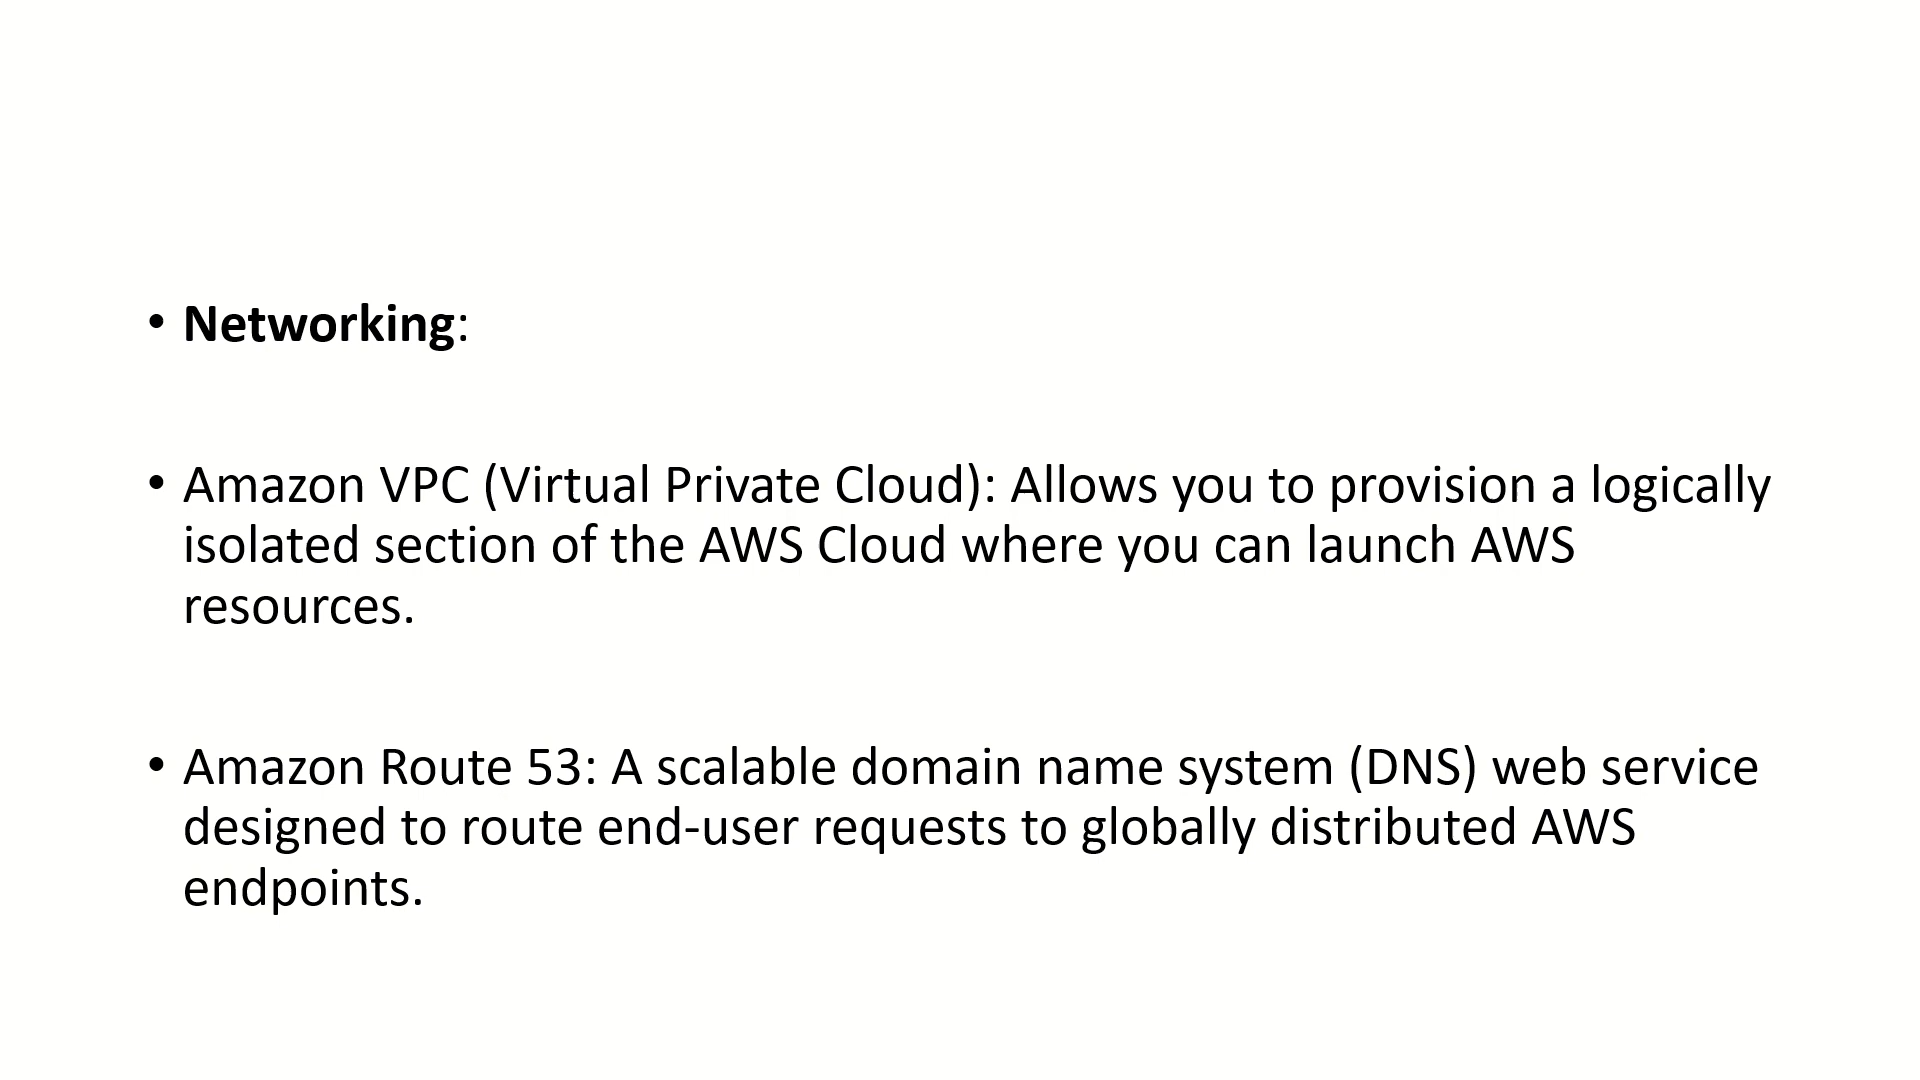 • Networking:
• Amazon VPC (Virtual Private Cloud): Allows you to provision a logically
isolated section of the AWS Cloud where you can launch AWS
resources.
• Amazon Route 53: A scalable domain name system (DNS) web service
designed to route end-user requests to globally distributed AWS
endpoints.